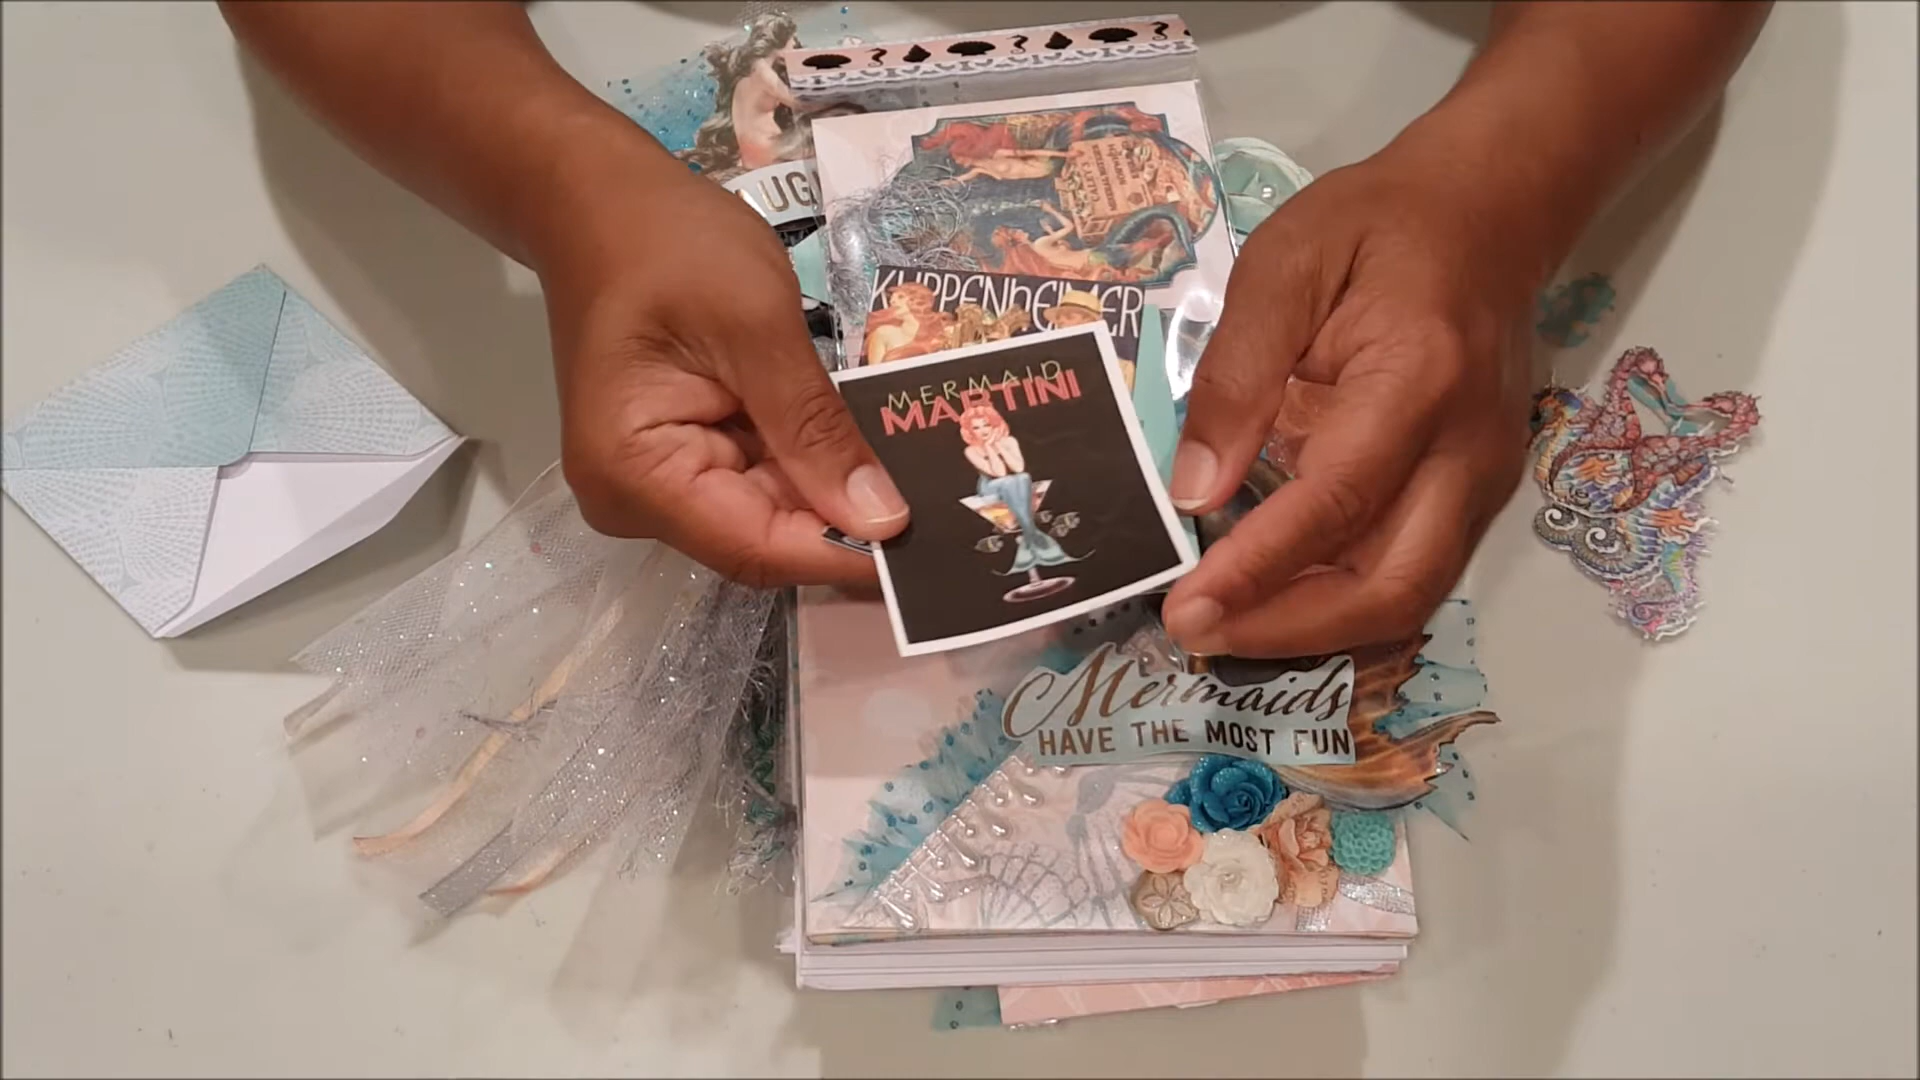 KUPPENHEIMER
MERMAID
MARTINI
Mermaids
HAVE THE MOST FUN